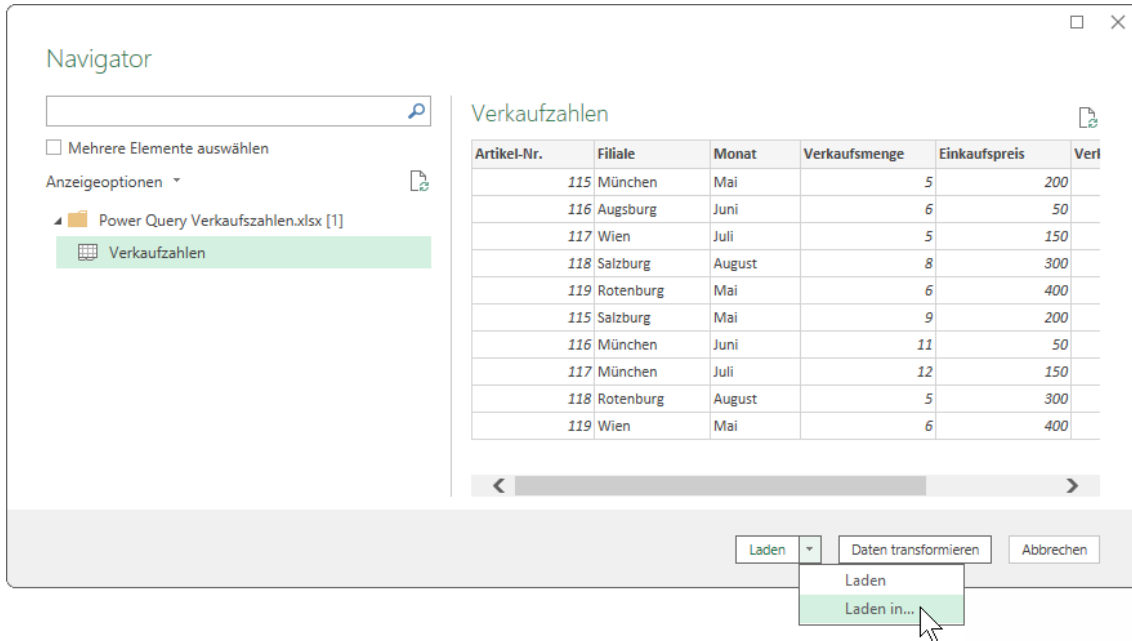 Navigator
Mehrere Elemente auswählen
Anzeigeoptionen
Power Query Verkaufszahlen.xlsx [1]
Verkaufzahlen
Verkaufzahlen
Artikel-Nr. Filiale Monat Verkaufsmenge Einkaufspreis
115 München Mai 5 200
116 Augsburg Juni 6 50
117 Wien Juli 5 150
118 Salzburg August 8 300
119 Rotenburg Mai 6 400
115 Salzburg Mai 9 200
116 München Juni 11 50
117 München Juli 12 150
118 Rotenburg August 5 300
119 Wien Mai 6 400
Laden Daten transformieren Abbrechen
Laden
Laden in...